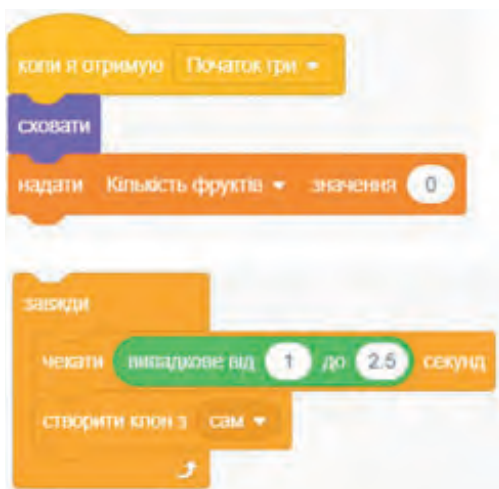 коли я отримую Початок гри
сховати
надати Кількість фруктів значення 0
завжди
чекати випадкове від 1 до 2.5 секунд
створити клон з сам